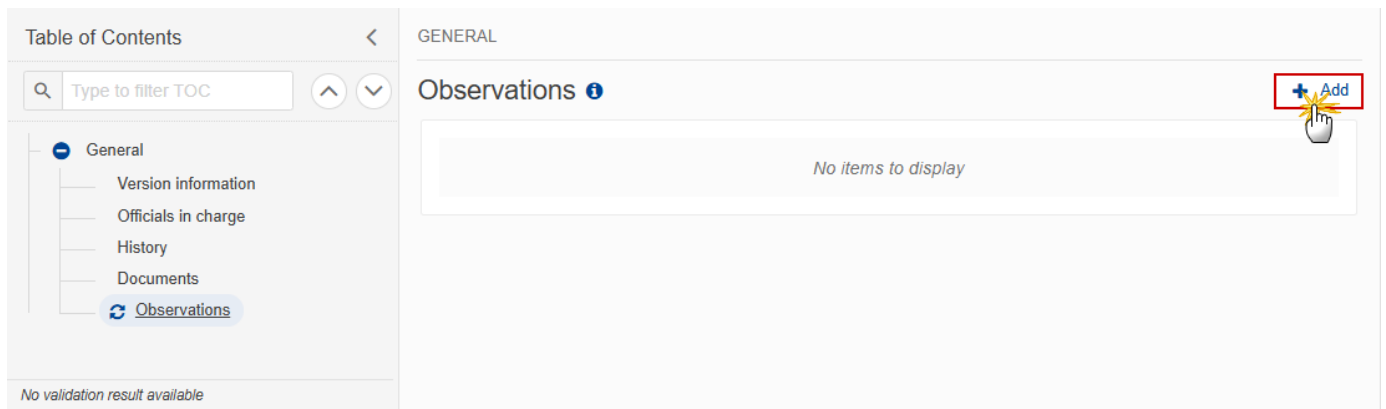 Table of Contents
Type to filter TOC
General
Version information
Officials in charge
History
Documents
Observations
No validation result available
GENERAL
Observations
Add
No items to display